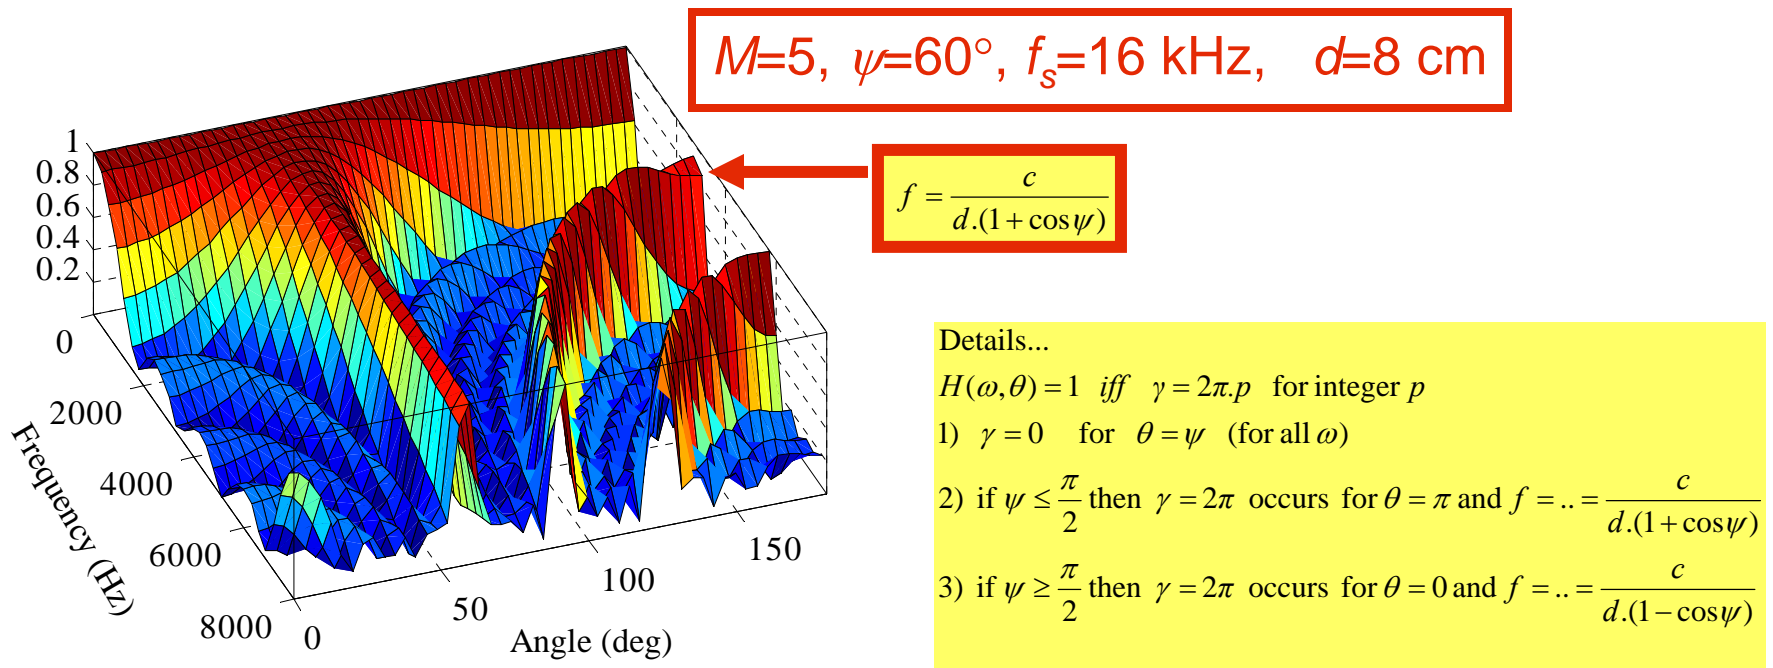 M=5, ψ=60°, fₛ=16 kHz, d=8 cm
f = c / d.(1+cosψ)
1
0.8
0.6
0.4
0.2
0
2000
4000
6000
8000
Frequency (Hz)
0
50
100
150
Angle (deg)
Details...
H(ω,θ)=1 iff γ=2π.p for integer p
1) γ=0 for θ=ψ (for all ω)
2) if ψ ≤ π/2 then γ=2π occurs for θ=π and f = .. = c / d.(1+cosψ)
3) if ψ ≥ π/2 then γ=2π occurs for θ=0 and f = .. = c / d.(1−cosψ)